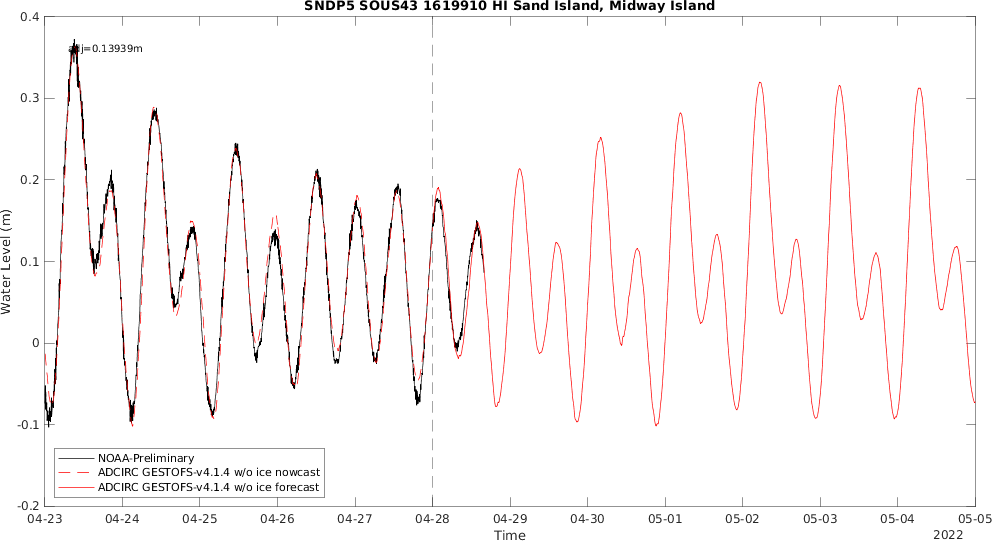 SNDP5 SOUS43 1619910 HI Sand Island, Midway Island
0.4
0.3
0.2
0.1
0
-0.1
-0.2
Water Level (m)
adj=0.13939m
NOAA-Preliminary
ADCIRC GESTOFS-v4.1.4 w/o ice nowcast
ADCIRC GESTOFS-v4.1.4 w/o ice forecast
04-23 04-24 04-25 04-26 04-27 04-28 04-29 04-30 05-01 05-02 05-03 05-04 05-05
Time
2022